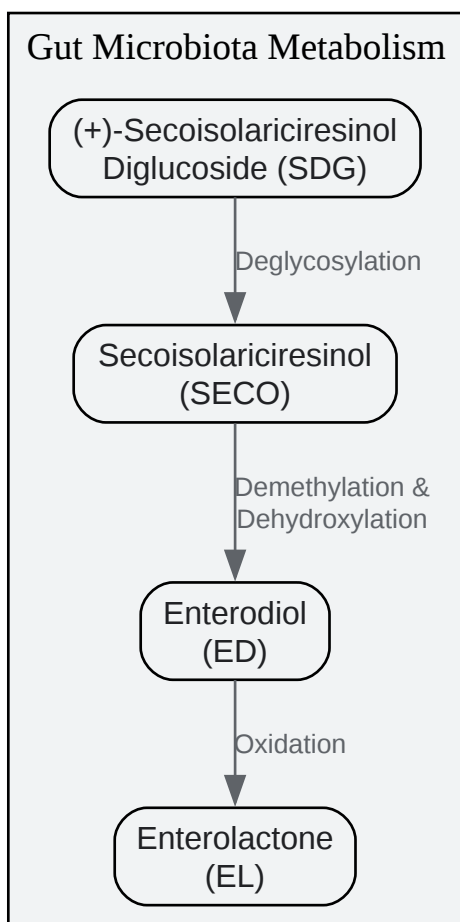 Gut Microbiota Metabolism
(+)-Secoisolariciresinol
Diglucoside (SDG)
Deglycosylation
Secoisolariciresinol
(SECO)
Demethylation &
Dehydroxylation
Enterodiol
(ED)
Oxidation
Enterolactone
(EL)